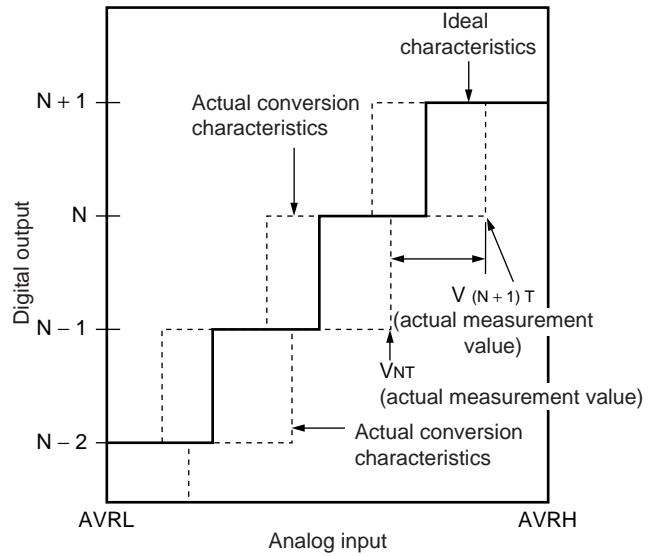 Ideal
characteristics
N + 1
Actual conversion
characteristics
N
Digital output
V (N + 1) T
(actual measurement
value)
N – 1
VNT
(actual measurement value)
N – 2
Actual conversion
characteristics
AVRL
AVRH
Analog input